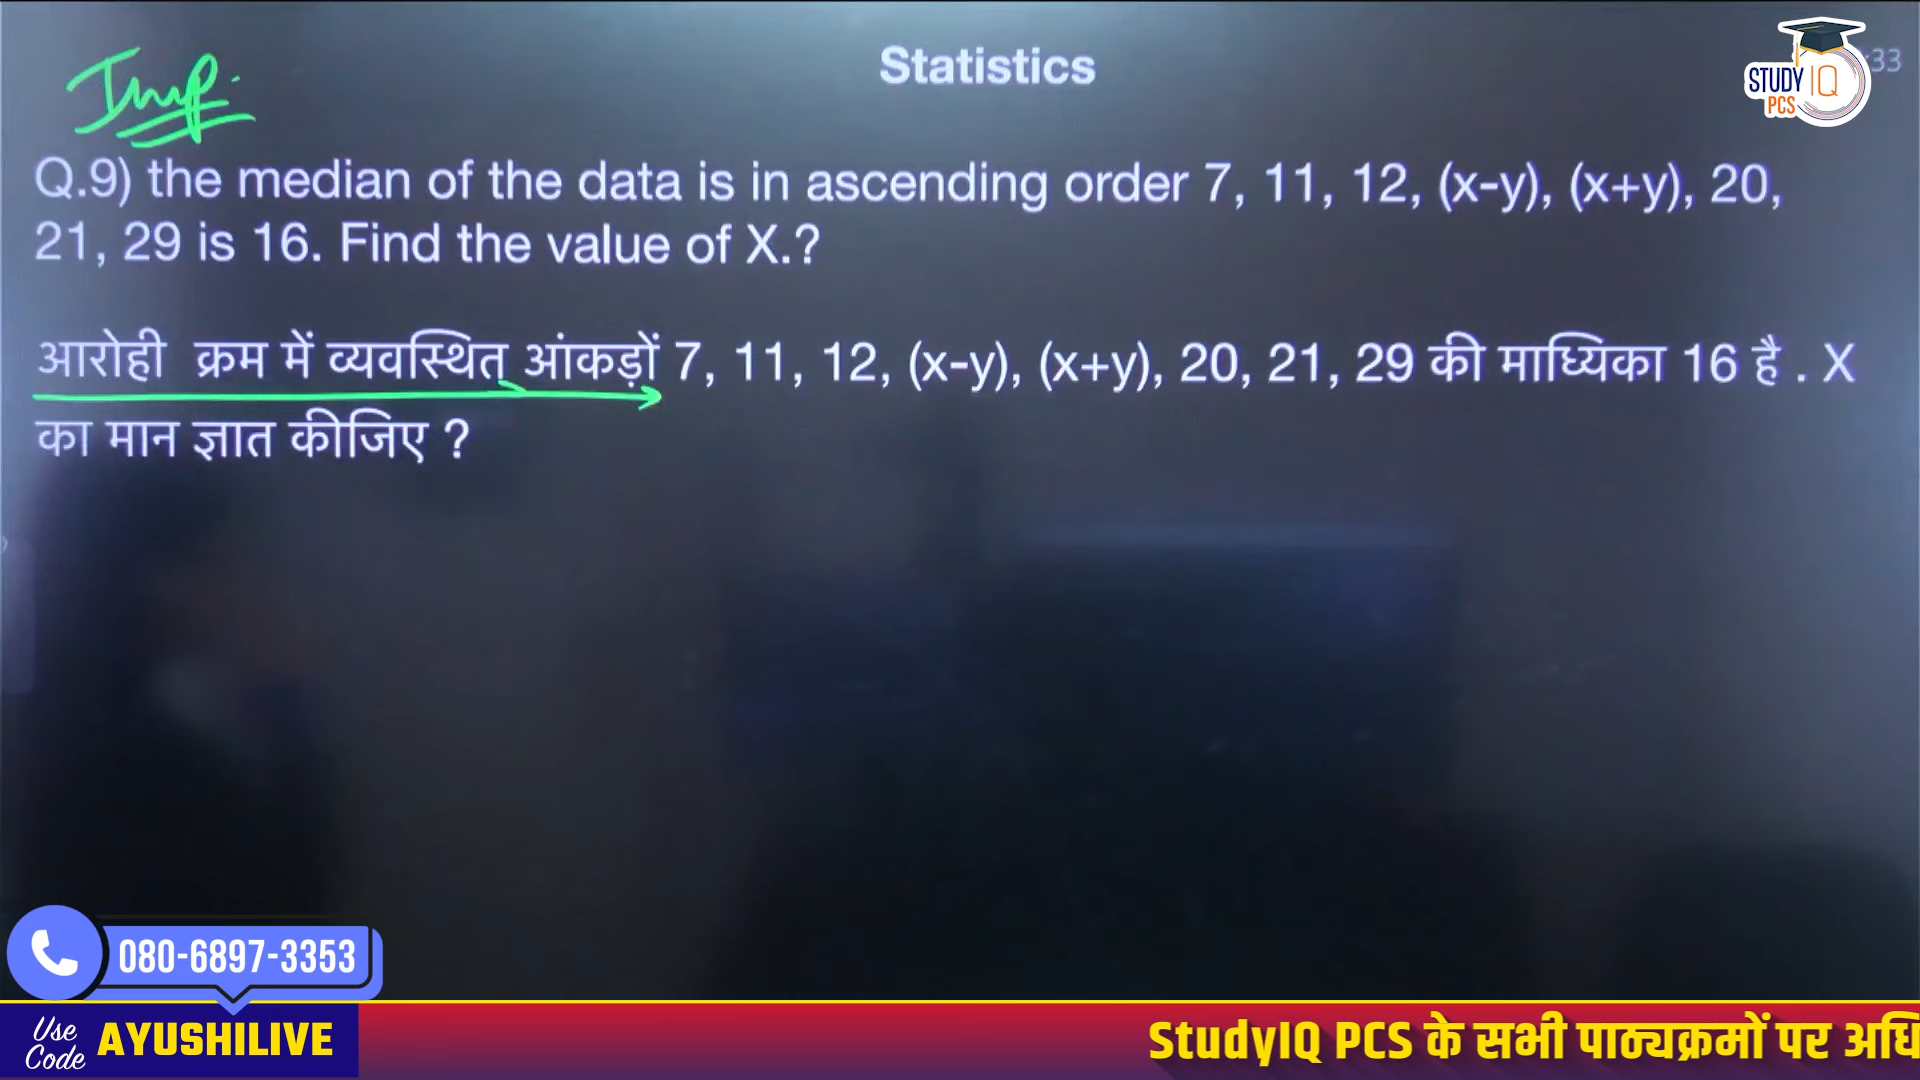 Imp.
Statistics
:33
STUDY IQ
PCS
Q.9) the median of the data is in ascending order 7, 11, 12, (x-y), (x+y), 20,
21, 29 is 16. Find the value of X.?
आरोही क्रम में व्यवस्थित आंकड़ों 7, 11, 12, (x-y), (x+y), 20, 21, 29 की माध्यिका 16 है . X
का मान ज्ञात कीजिए ?
080-6897-3353
Use
Code AYUSHILIVE
StudyIQ PCS के सभी पाठ्यक्रमों पर अधि